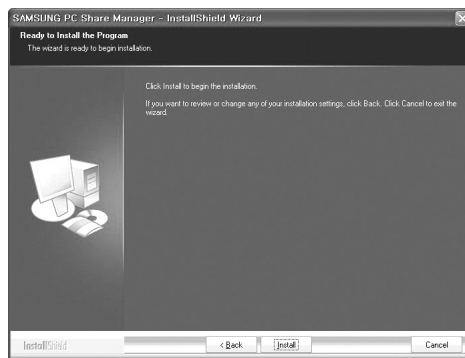 SAMSUNG PC Share Manager - InstallShield Wizard
Ready to Install the Program
The wizard is ready to begin installation.
Click Install to begin the installation.
If you want to review or change any of your installation settings, click Back. Click Cancel to exit the
wizard.
InstallShield
< Back Install Cancel